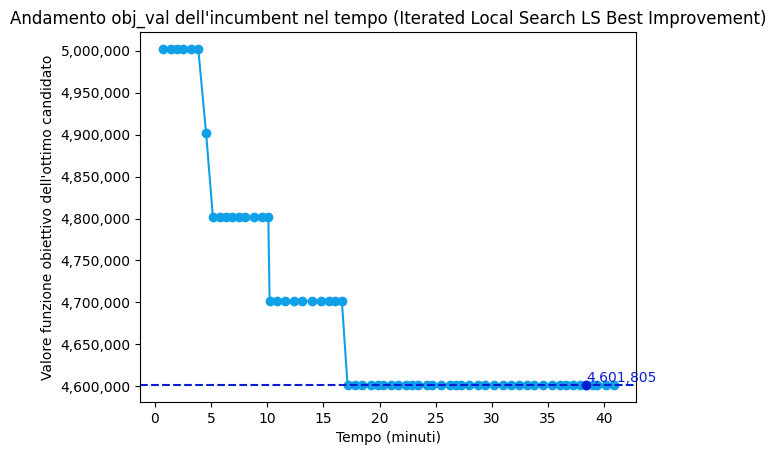 Andamento obj_val dell'incumbent nel tempo (Iterated Local Search LS Best Improvement)
Valore funzione obiettivo dell'ottimo candidato
5,000,000
4,950,000
4,900,000
4,850,000
4,800,000
4,750,000
4,700,000
4,650,000
4,600,000
4,601,805
0 5 10 15 20 25 30 35 40
Tempo (minuti)